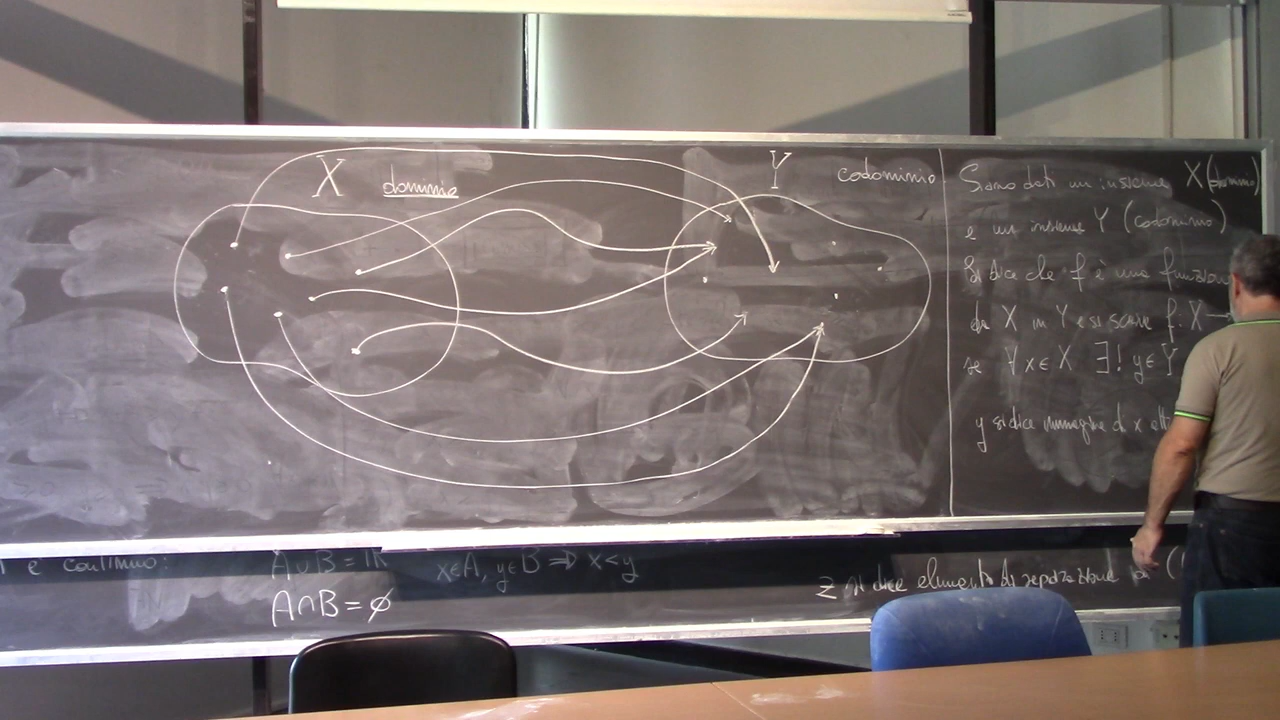 X dominio Y codominio
Sono dati un insieme X (dominio)
e un insieme Y (codominio)
Si dice che f è una funzione
da X in Y e si scrive f: X →
se ∀ x ∈ X ∃! y ∈ Y
y si dice immagine di x
e continuo: A∪B = ℝ x∈A, y∈B ⇒ x<y
A∩B = ∅
z si dice elemento di separazione (